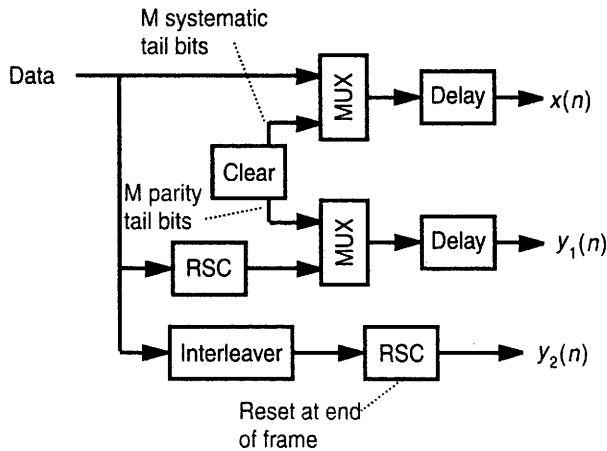 M systematic
tail bits
Data
MUX
Delay
x(n)
Clear
M parity
tail bits
MUX
Delay
y₁(n)
RSC
Interleaver
RSC
y₂(n)
Reset at end
of frame